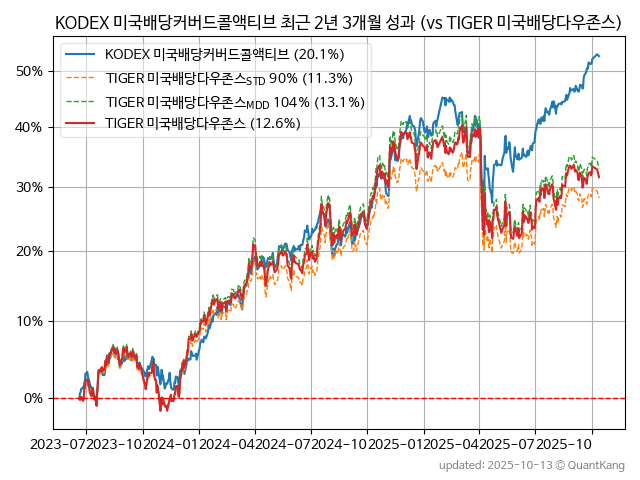 KODEX 미국배당커버드콜액티브 최근 2년 3개월 성과 (vs TIGER 미국배당다우존스)
KODEX 미국배당커버드콜액티브 (20.1%)
TIGER 미국배당다우존스STD 90% (11.3%)
TIGER 미국배당다우존스MDD 104% (13.1%)
TIGER 미국배당다우존스 (12.6%)
50%
40%
30%
20%
10%
0%
2023-07 2023-10 2024-01 2024-04 2024-07 2024-10 2025-01 2025-04 2025-07 2025-10
updated: 2025-10-13 © QuantKang